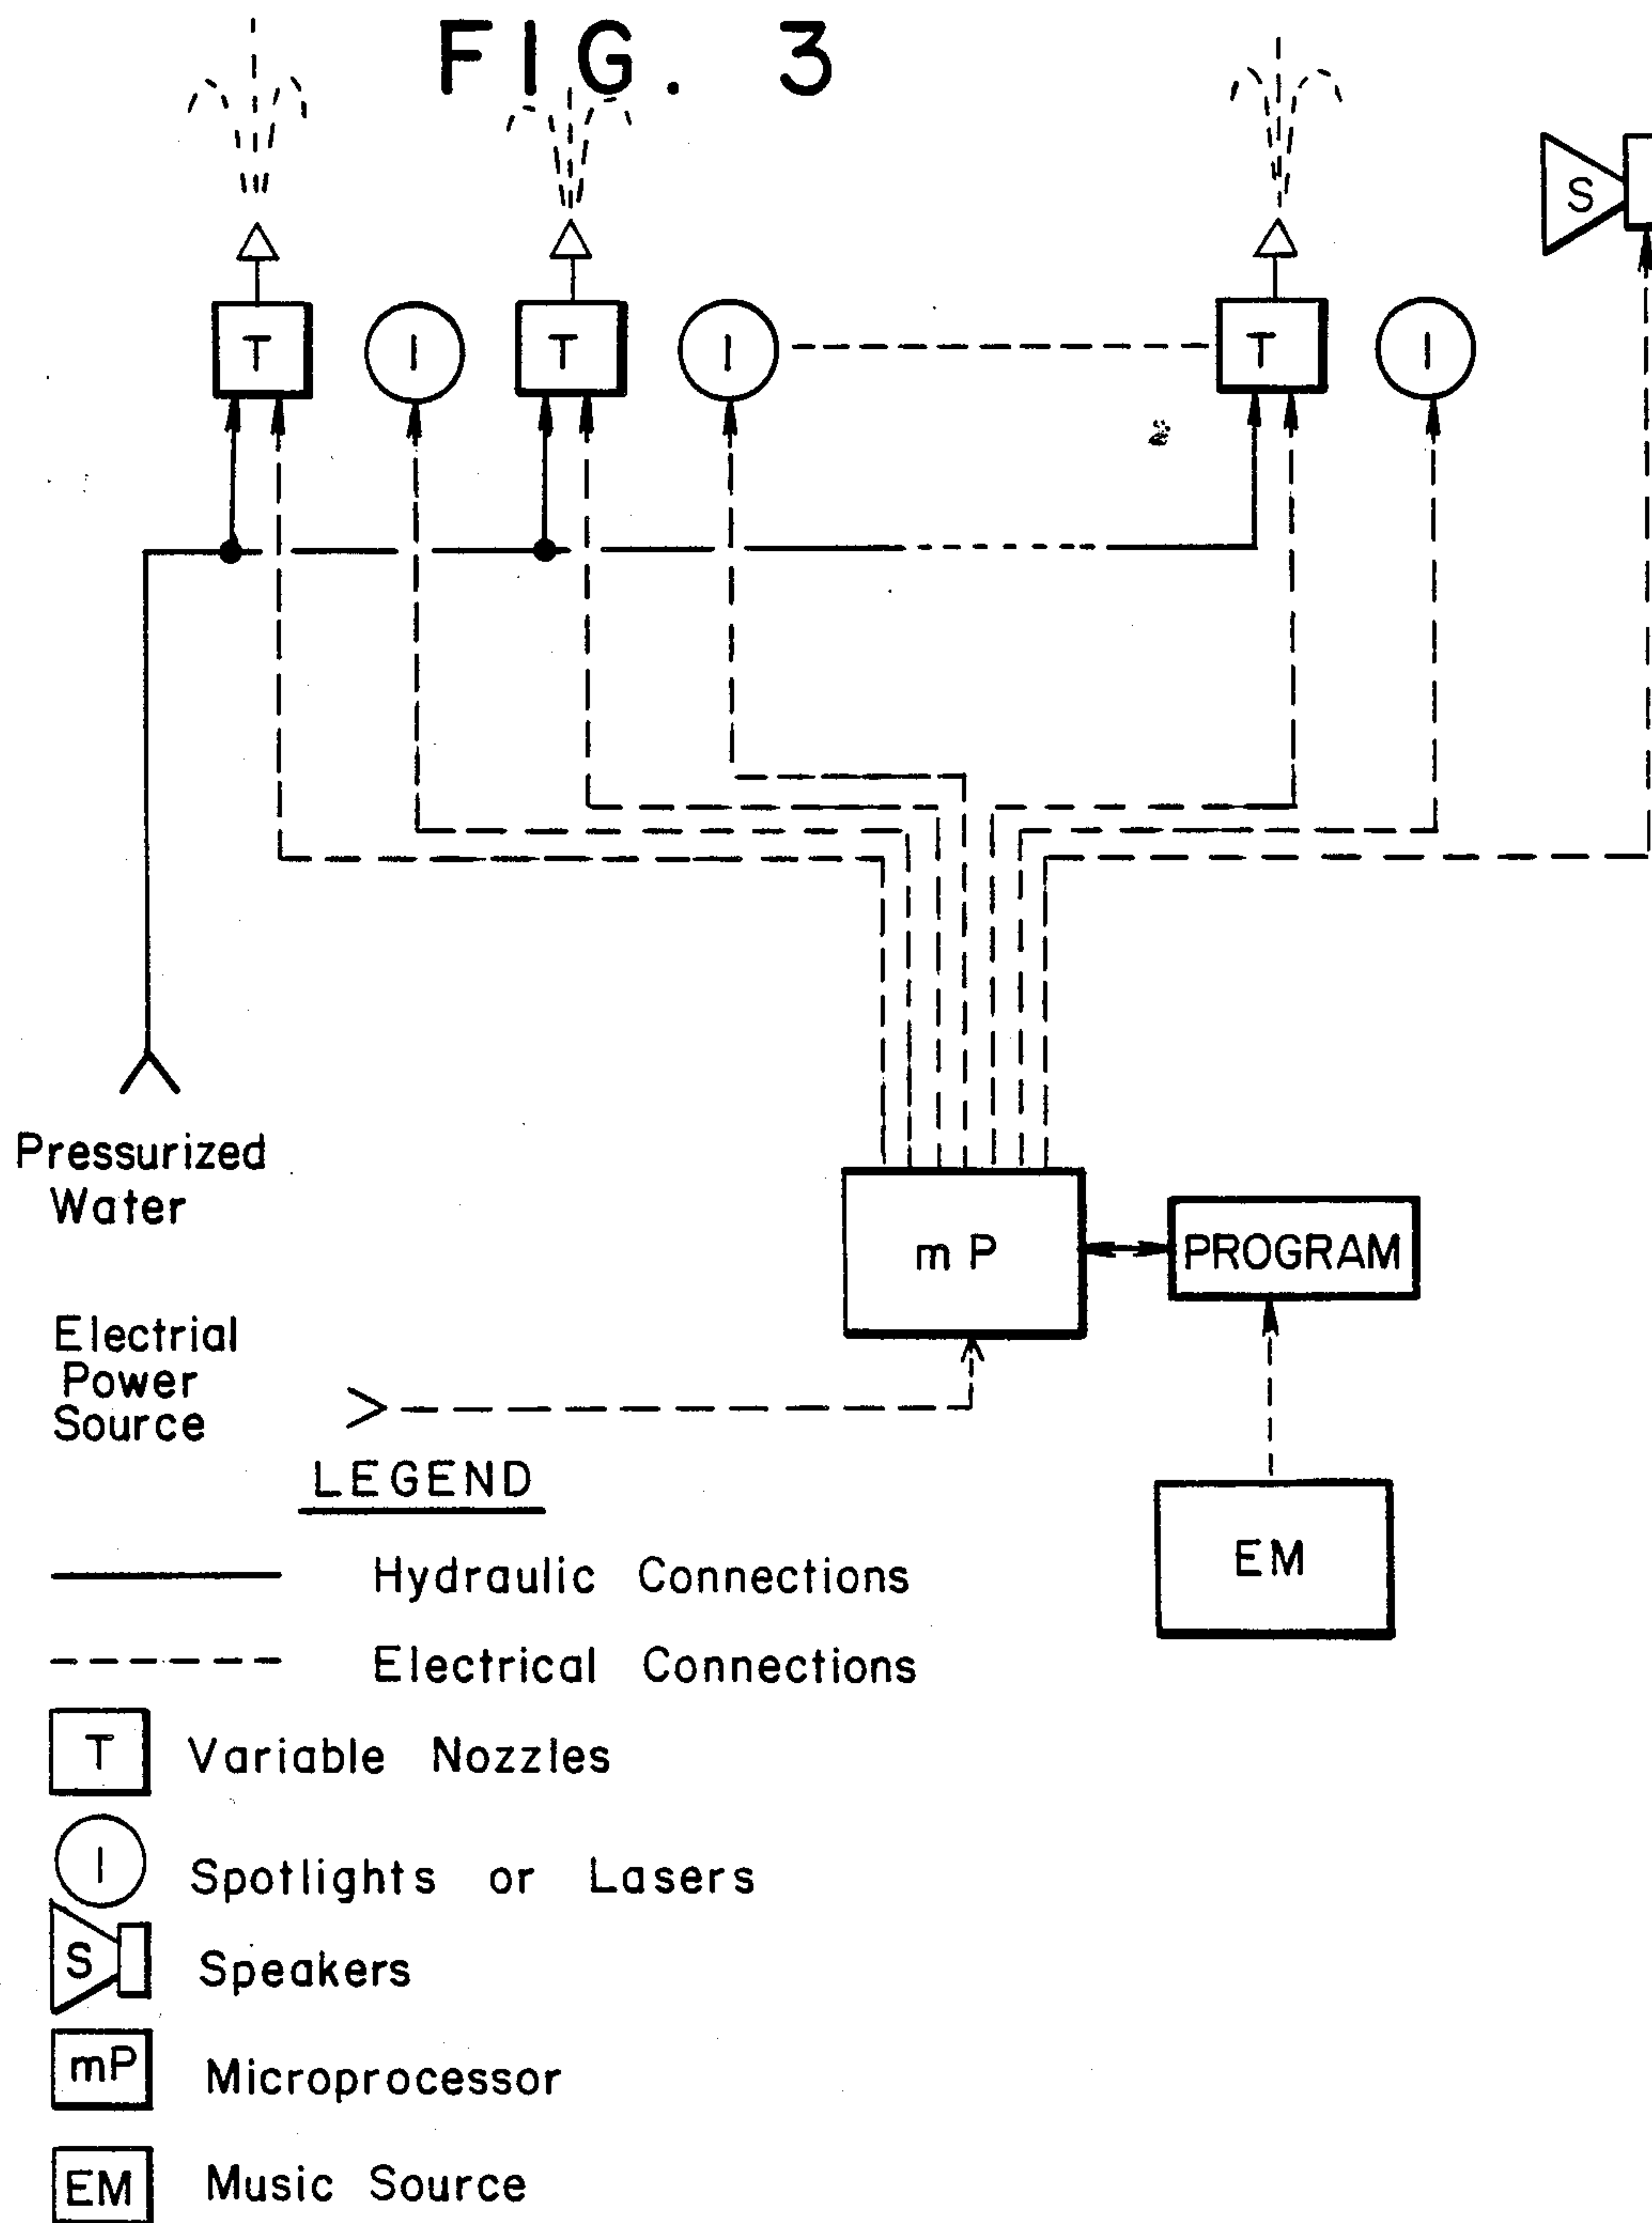 FIG. 3
S
T I T I T I
Pressurized
Water
mP PROGRAM
Electrial
Power
Source
EM
LEGEND
Hydraulic Connections
Electrical Connections
T Variable Nozzles
I Spotlights or Lasers
S Speakers
mP Microprocessor
EM Music Source